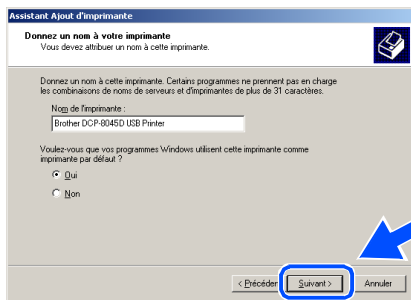 Assistant Ajout d'imprimante
Donnez un nom à votre imprimante
Vous devez attribuer un nom à cette imprimante.
Donnez un nom à cette imprimante. Certains programmes ne prennent pas en charge
les combinaisons de noms de serveurs et d'imprimantes de plus de 31 caractères.
Nom de l'imprimante :
Brother DCP-8045D USB Printer
Voulez-vous que vos programmes Windows utilisent cette imprimante comme
imprimante par défaut ?
Oui
Non
< Précéden
Suivant >
Annuler